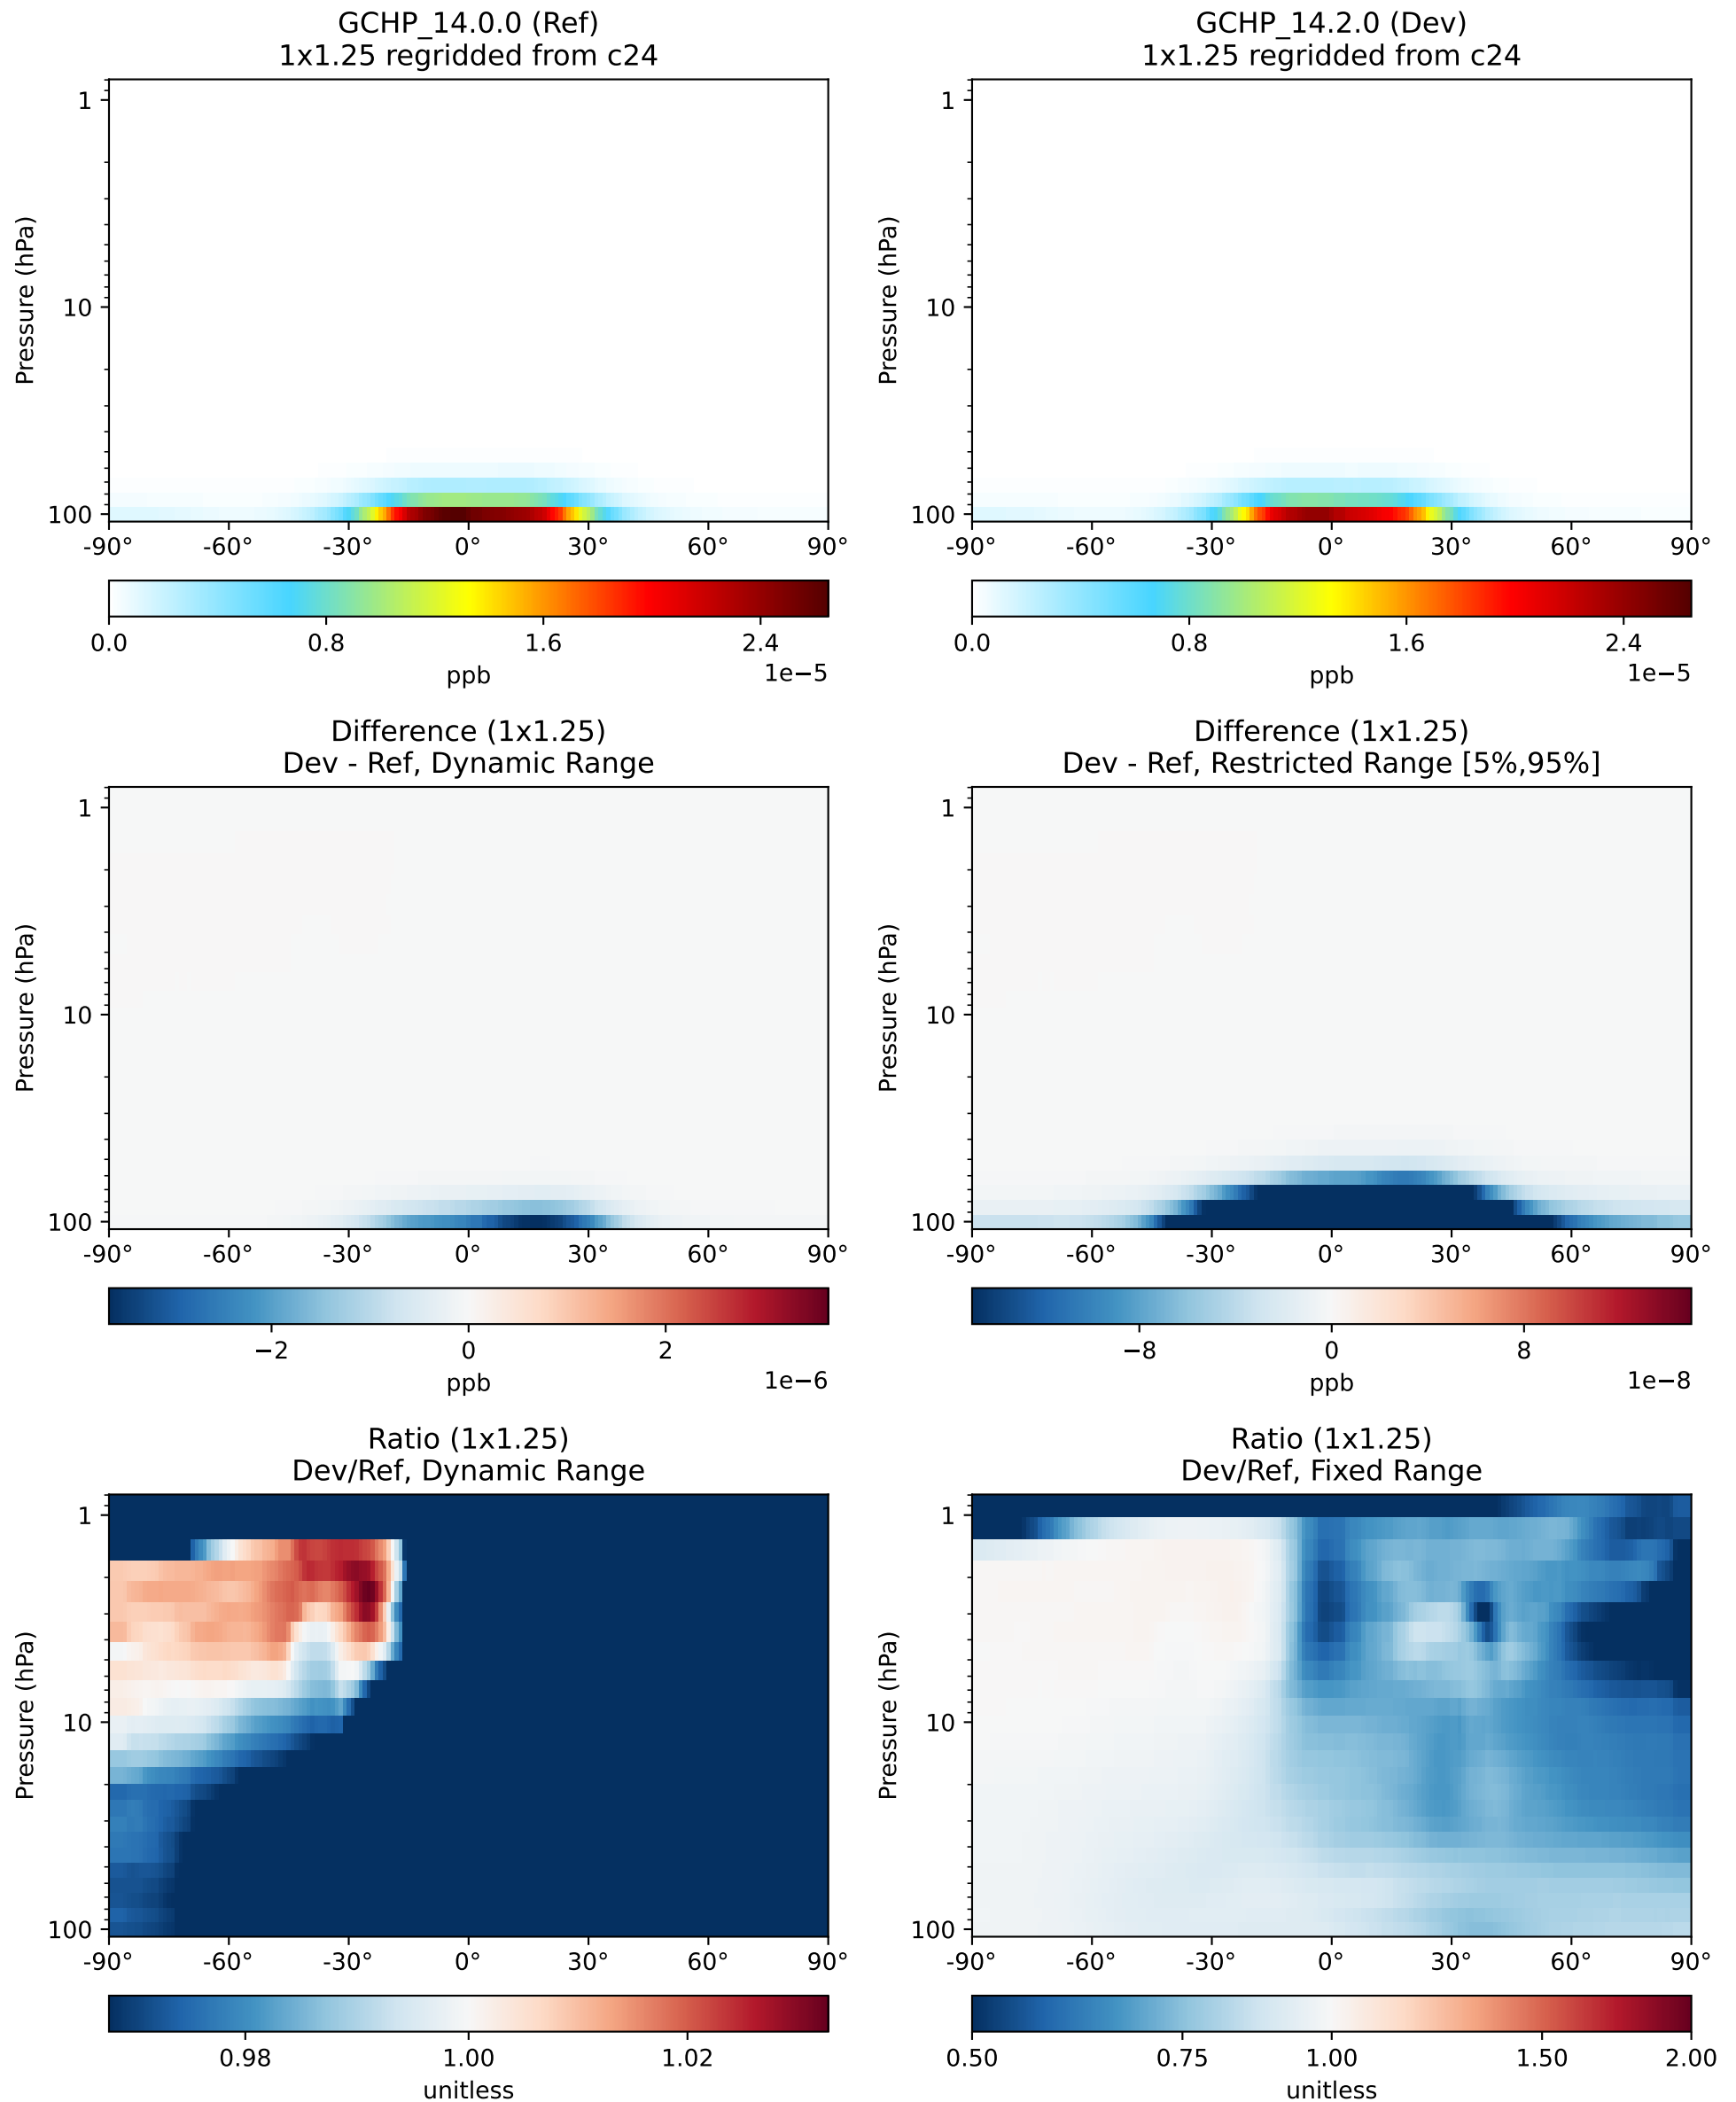 GCHP_14.0.0 (Ref)
1x1.25 regridded from c24
1
10
100
Pressure (hPa)
-90° -60° -30° 0° 30° 60° 90°
0.0 0.8 1.6 2.4
1e−5
ppb
GCHP_14.2.0 (Dev)
1x1.25 regridded from c24
1
10
100
Pressure (hPa)
-90° -60° -30° 0° 30° 60° 90°
0.0 0.8 1.6 2.4
1e−5
ppb
Difference (1x1.25)
Dev - Ref, Dynamic Range
1
10
100
Pressure (hPa)
-90° -60° -30° 0° 30° 60° 90°
−2 0 2
1e−6
ppb
Difference (1x1.25)
Dev - Ref, Restricted Range [5%,95%]
1
10
100
Pressure (hPa)
-90° -60° -30° 0° 30° 60° 90°
−8 0 8
1e−8
ppb
Ratio (1x1.25)
Dev/Ref, Dynamic Range
1
10
100
Pressure (hPa)
-90° -60° -30° 0° 30° 60° 90°
0.98 1.00 1.02
unitless
Ratio (1x1.25)
Dev/Ref, Fixed Range
1
10
100
Pressure (hPa)
-90° -60° -30° 0° 30° 60° 90°
0.50 0.75 1.00 1.50 2.00
unitless